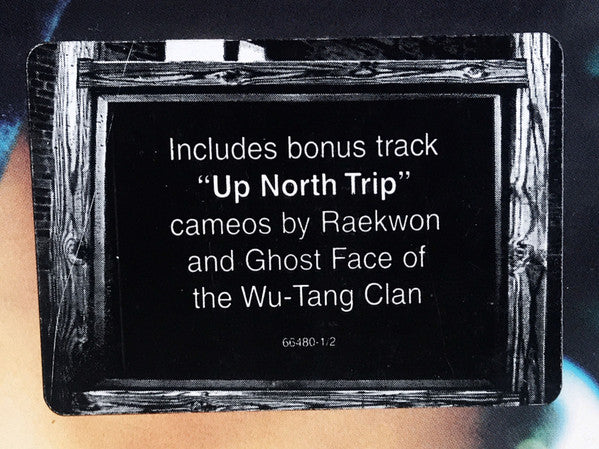 Includes bonus track
“Up North Trip”
cameos by Raekwon
and Ghost Face of
the Wu-Tang Clan
66480-1/2